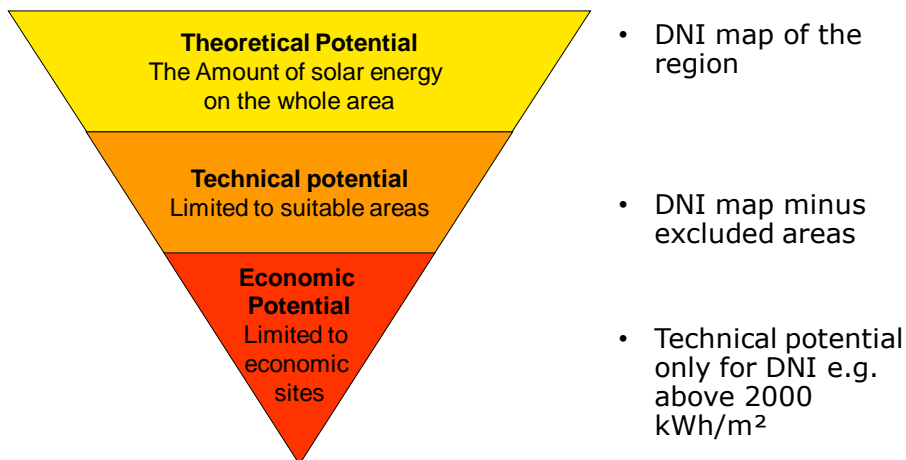 Theoretical Potential
The Amount of solar energy
on the whole area
• DNI map of the
region
Technical potential
Limited to suitable areas
• DNI map minus
excluded areas
Economic
Potential
Limited to
economic
sites
• Technical potential
only for DNI e.g.
above 2000
kWh/m²